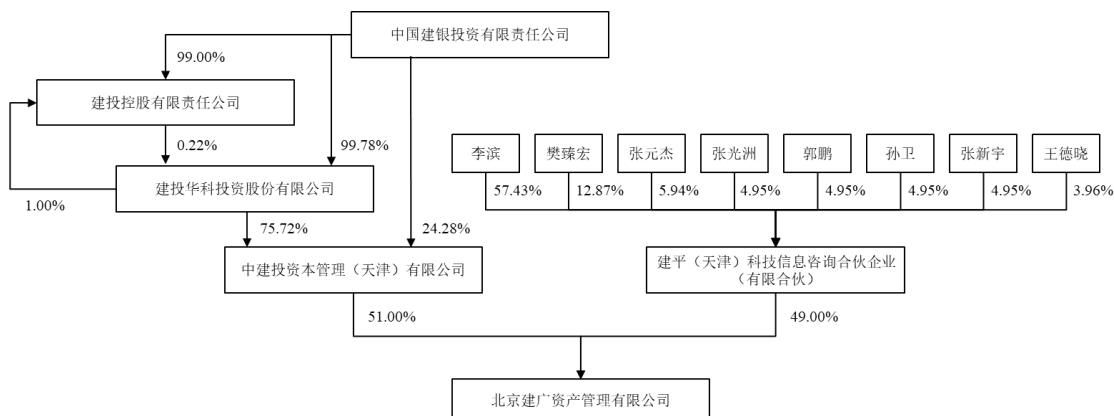 中国建银投资有限责任公司
99.00%
建投控股有限责任公司
0.22%
99.78%
建投华科投资股份有限公司
1.00%
75.72%
24.28%
中建投资本管理（天津）有限公司
李滨
樊臻宏
张元杰
张光洲
郭鹏
孙卫
张新宇
王德晓
57.43%
12.87%
5.94%
4.95%
4.95%
4.95%
4.95%
3.96%
建平（天津）科技信息咨询合伙企业
（有限合伙）
51.00%
49.00%
北京建广资产管理有限公司